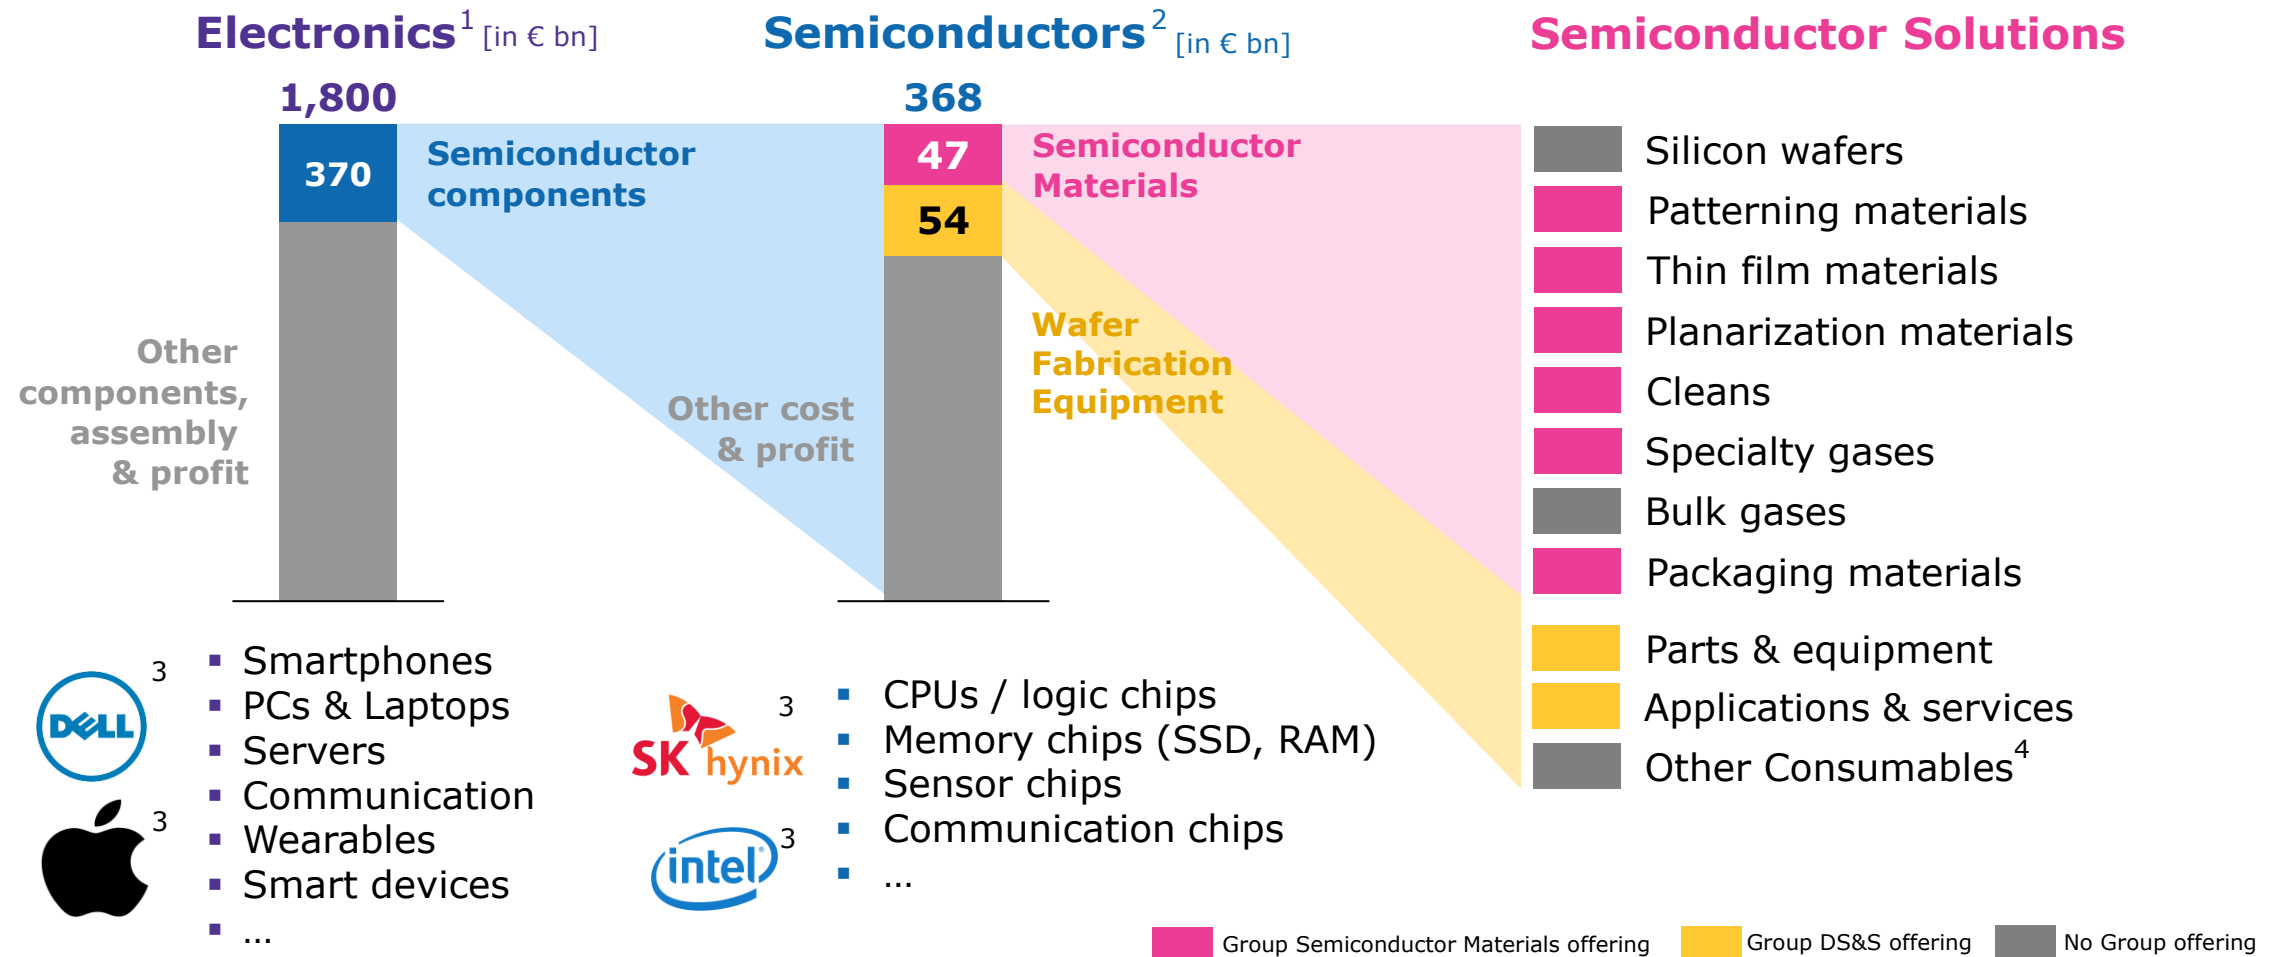 Electronics1 [in € bn]
1,800
370
Semiconductor
components
Other
components,
assembly
& profit
DELL
3
3
▪ Smartphones
▪ PCs & Laptops
▪ Servers
▪ Communication
▪ Wearables
▪ Smart devices
▪ …
Semiconductors2 [in € bn]
368
47
54
Semiconductor
Materials
Wafer
Fabrication
Equipment
Other cost
& profit
SK hynix
3
intel
3
▪ CPUs / logic chips
▪ Memory chips (SSD, RAM)
▪ Sensor chips
▪ Communication chips
▪ …
Semiconductor Solutions
Silicon wafers
Patterning materials
Thin film materials
Planarization materials
Cleans
Specialty gases
Bulk gases
Packaging materials
Parts & equipment
Applications & services
Other Consumables4
Group Semiconductor Materials offering
Group DS&S offering
No Group offering